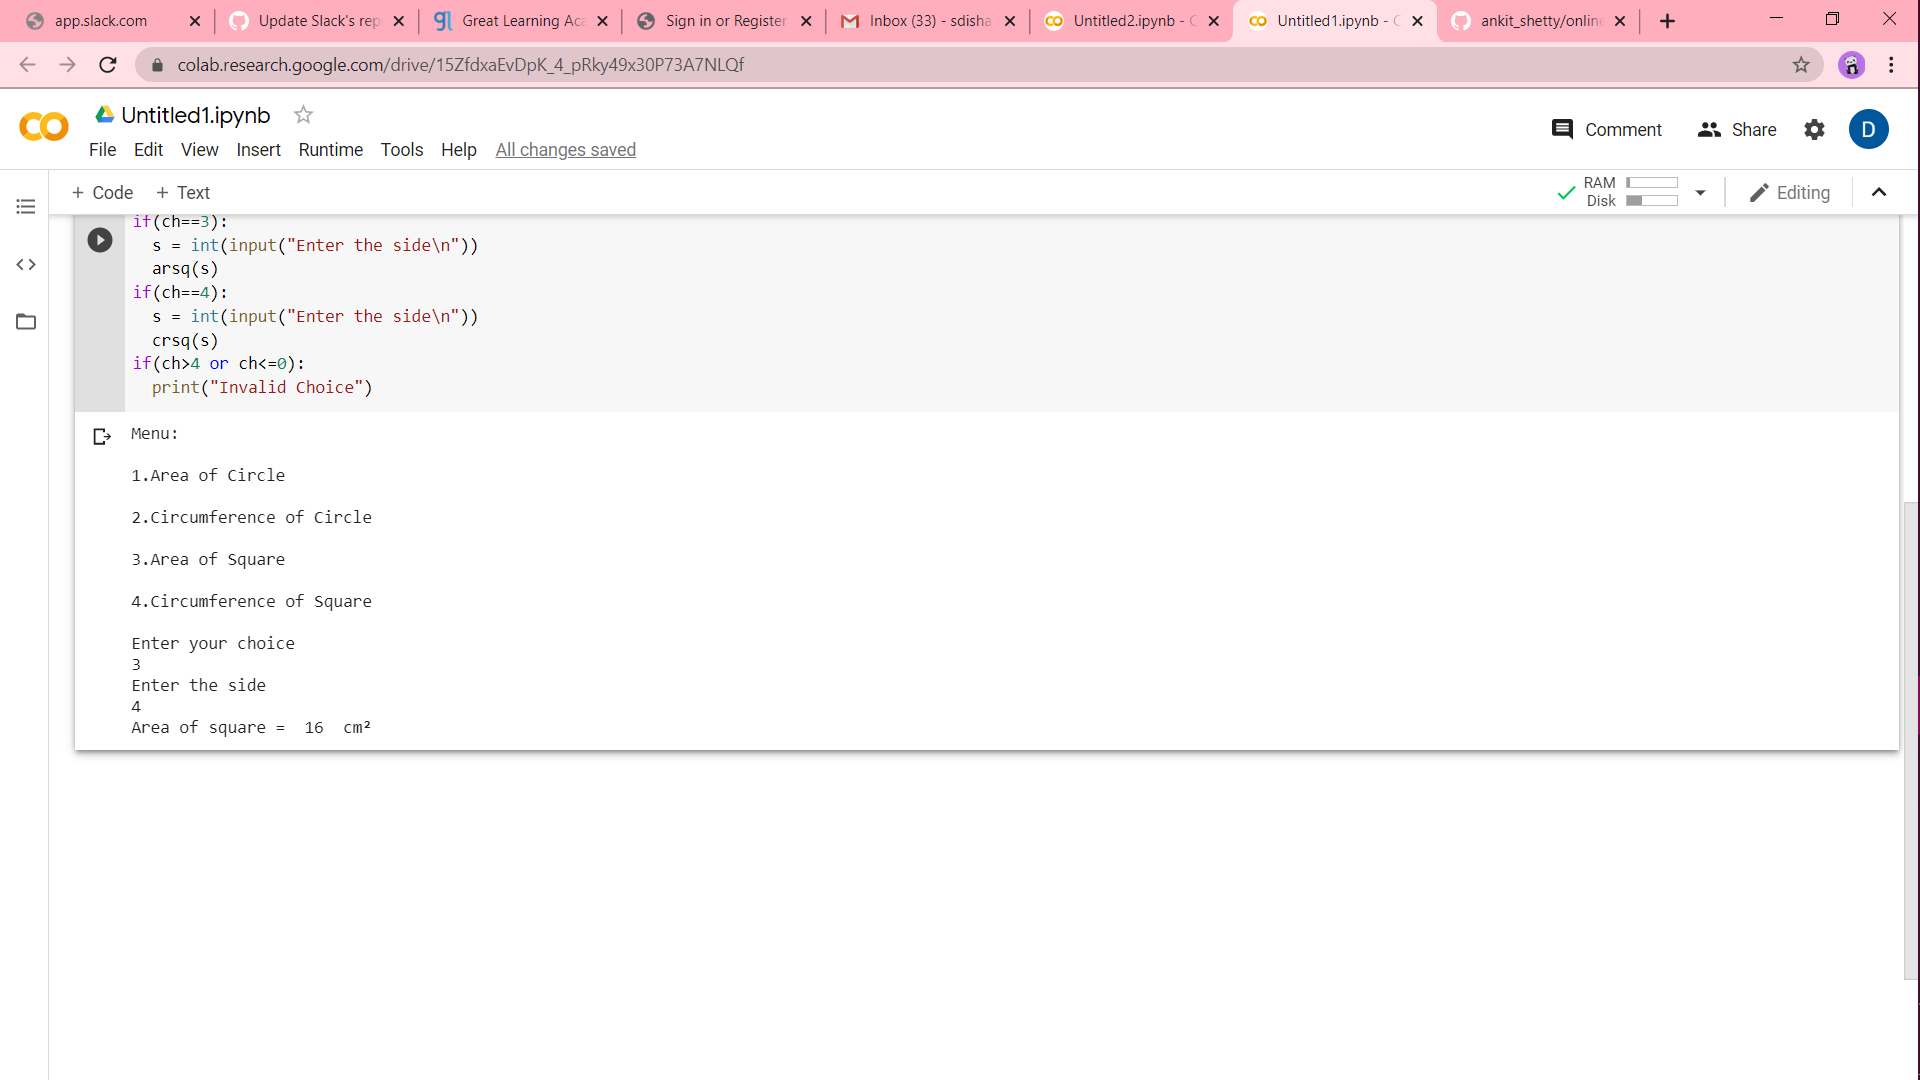 app.slack.com
Update Slack's rep
Great Learning Aca
Sign in or Register
Inbox (33) - sdisha
Untitled2.ipynb - C
Untitled1.ipynb - C
ankit_shetty/online
colab.research.google.com/drive/15ZfdxaEvDpK_4_pRky49x30P73A7NLQf
CO
Untitled1.ipynb
Comment
Share
D
File Edit View Insert Runtime Tools Help All changes saved
+ Code + Text
RAM
Disk
Editing
if(ch==3):
  s = int(input("Enter the side\n"))
  arsq(s)
if(ch==4):
  s = int(input("Enter the side\n"))
  crsq(s)
if(ch>4 or ch<=0):
  print("Invalid Choice")
Menu:
1.Area of Circle
2.Circumference of Circle
3.Area of Square
4.Circumference of Square
Enter your choice
3
Enter the side
4
Area of square =  16  cm²